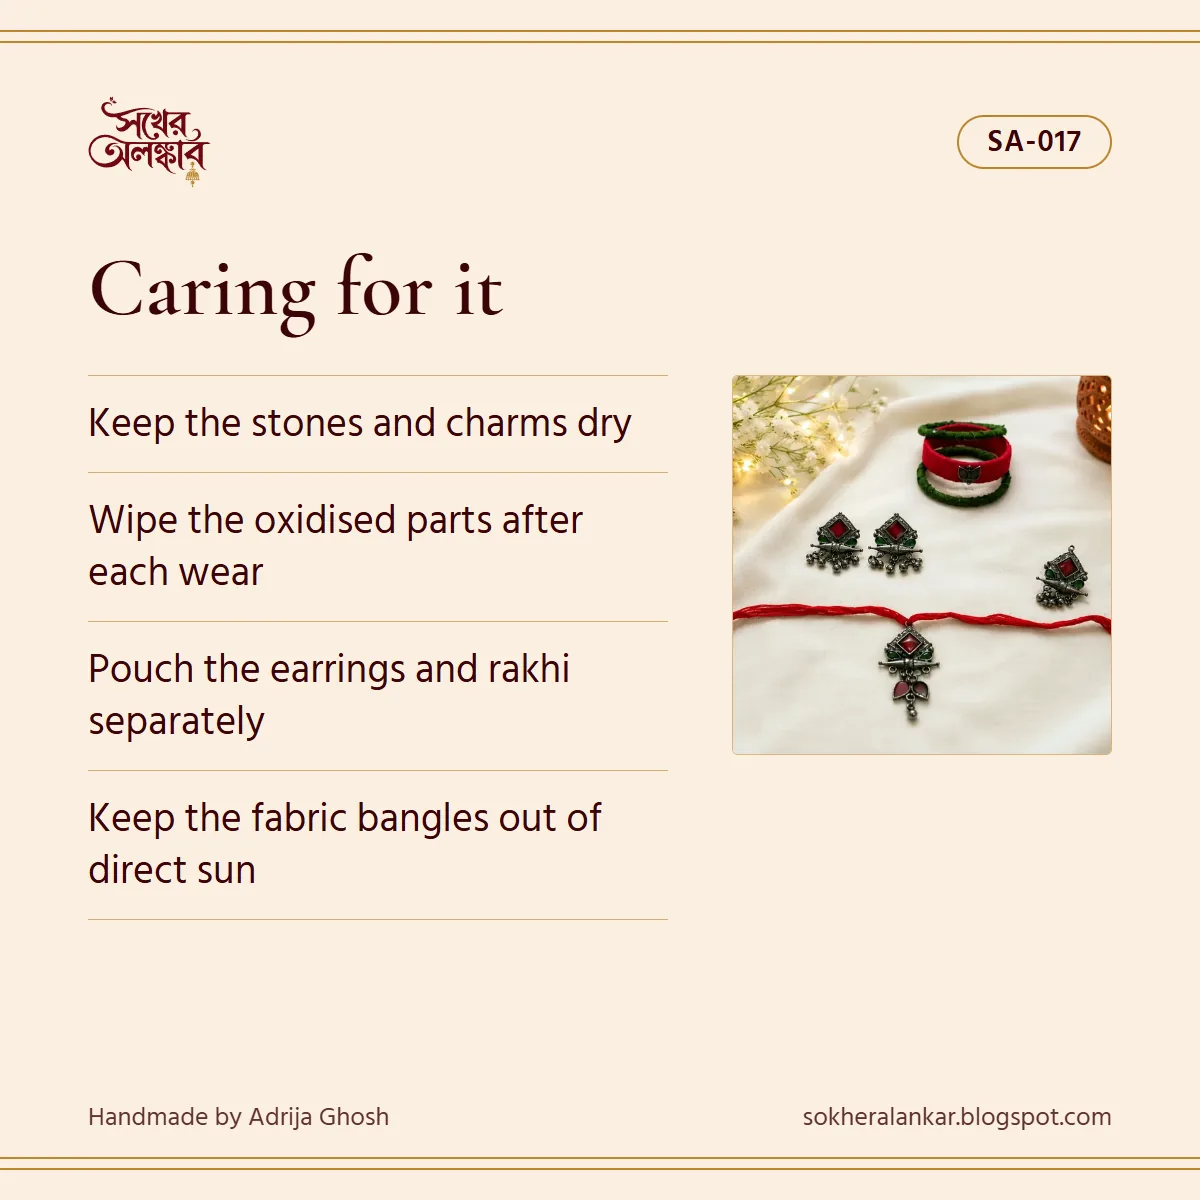 সখের
অলঙ্কার
SA-017
Caring for it
Keep the stones and charms dry
Wipe the oxidised parts after
each wear
Pouch the earrings and rakhi
separately
Keep the fabric bangles out of
direct sun
Handmade by Adrija Ghosh
sokheralankar.blogspot.com